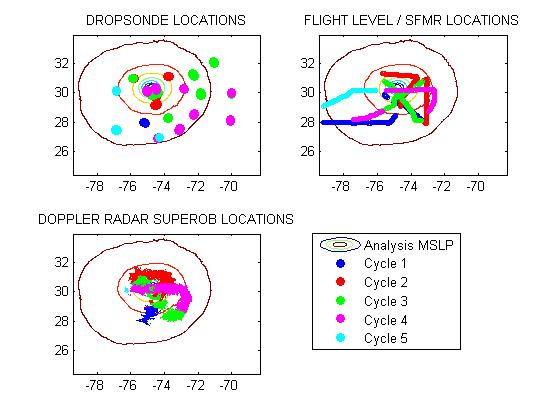 DROPSONDE LOCATIONS
32
30
28
26
-78 -76 -74 -72 -70
FLIGHT LEVEL / SFMR LOCATIONS
32
30
28
26
-78 -76 -74 -72 -70
DOPPLER RADAR SUPEROB LOCATIONS
32
30
28
26
-78 -76 -74 -72 -70
Analysis MSLP
Cycle 1
Cycle 2
Cycle 3
Cycle 4
Cycle 5